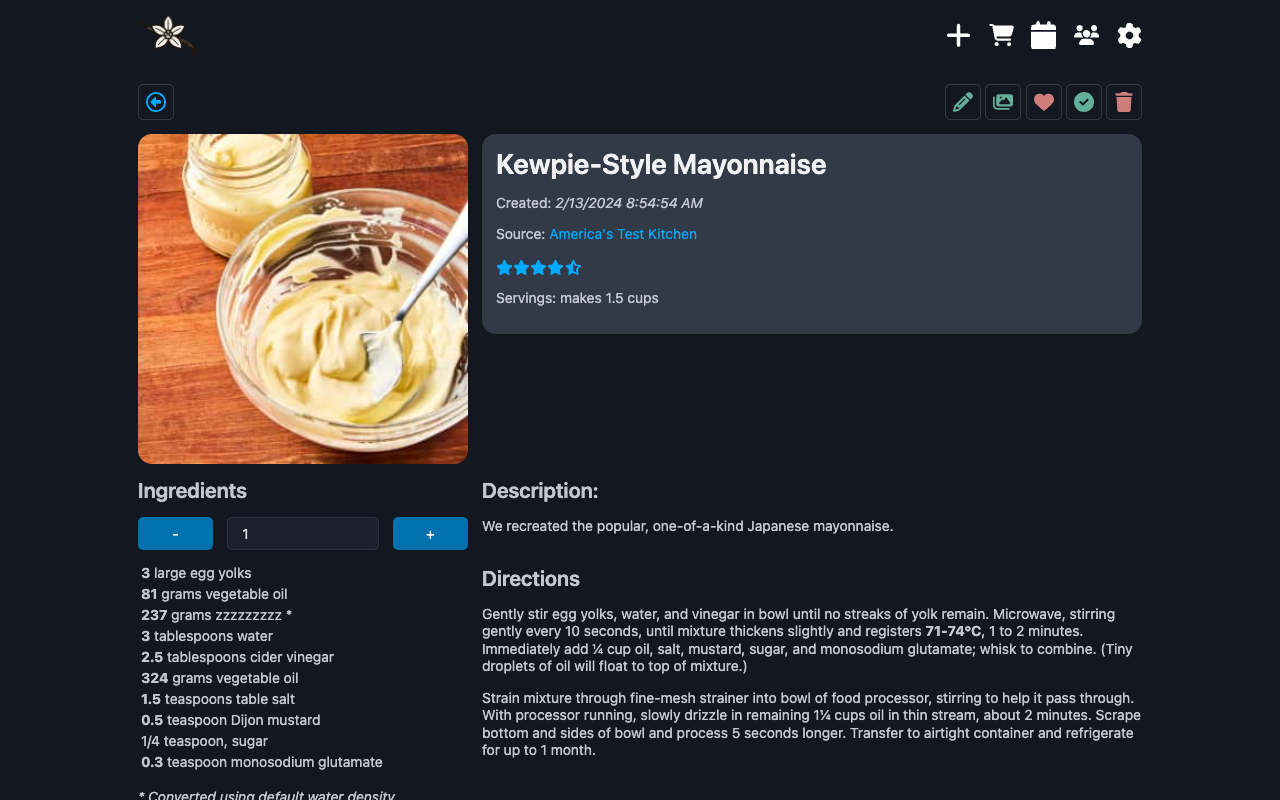 Kewpie-Style Mayonnaise
Created: 2/13/2024 8:54:54 AM
Source: America's Test Kitchen
Servings: makes 1.5 cups
Ingredients
- 1 +
3 large egg yolks
81 grams vegetable oil
237 grams zzzzzzzzz *
3 tablespoons water
2.5 tablespoons cider vinegar
324 grams vegetable oil
1.5 teaspoons table salt
0.5 teaspoon Dijon mustard
1/4 teaspoon, sugar
0.3 teaspoon monosodium glutamate
* Converted using default water density
Description:
We recreated the popular, one-of-a-kind Japanese mayonnaise.
Directions
Gently stir egg yolks, water, and vinegar in bowl until no streaks of yolk remain. Microwave, stirring
gently every 10 seconds, until mixture thickens slightly and registers 71-74°C, 1 to 2 minutes.
Immediately add ¼ cup oil, salt, mustard, sugar, and monosodium glutamate; whisk to combine. (Tiny
droplets of oil will float to top of mixture.)
Strain mixture through fine-mesh strainer into bowl of food processor, stirring to help it pass through.
With processor running, slowly drizzle in remaining 1¼ cups oil in thin stream, about 2 minutes. Scrape
bottom and sides of bowl and process 5 seconds longer. Transfer to airtight container and refrigerate
for up to 1 month.